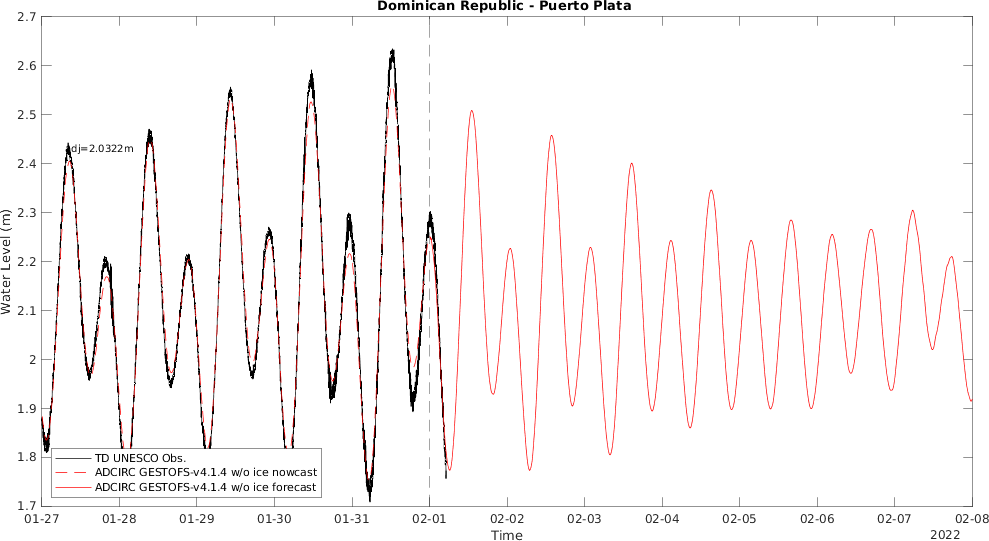 Dominican Republic - Puerto Plata
Water Level (m)
2.7
2.6
2.5
2.4
2.3
2.2
2.1
2
1.9
1.8
1.7
dj=2.0322m
TD UNESCO Obs.
ADCIRC GESTOFS-v4.1.4 w/o ice nowcast
ADCIRC GESTOFS-v4.1.4 w/o ice forecast
01-27 01-28 01-29 01-30 01-31 02-01 02-02 02-03 02-04 02-05 02-06 02-07 02-08
Time
2022